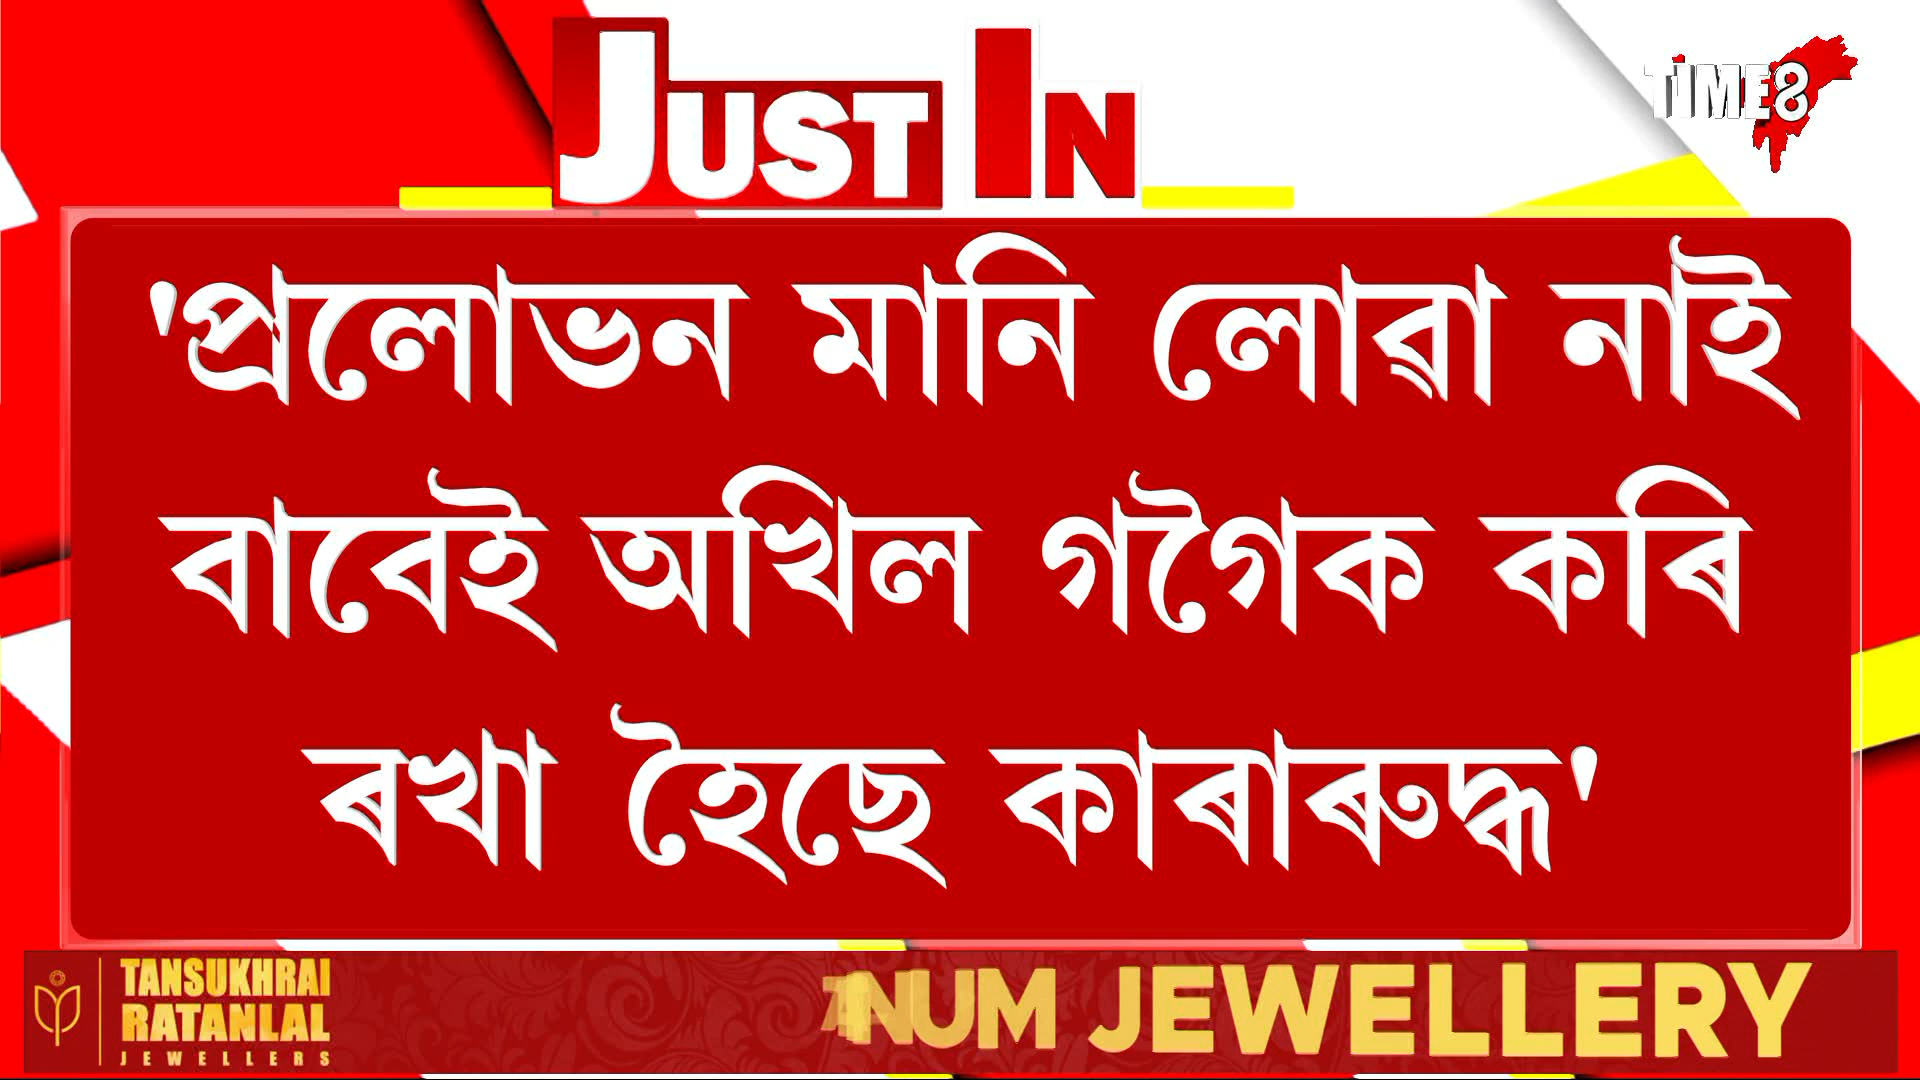 JUST IN
TIME8
'প্ৰলোভন মানি লোৱা নাই
বাবেই অখিল গগৈক কৰি
ৰখা হৈছে কাৰাৰুদ্ধ'
TANSUKHRAI
RATANLAL
JEWELLERS
NUM JEWELLERY